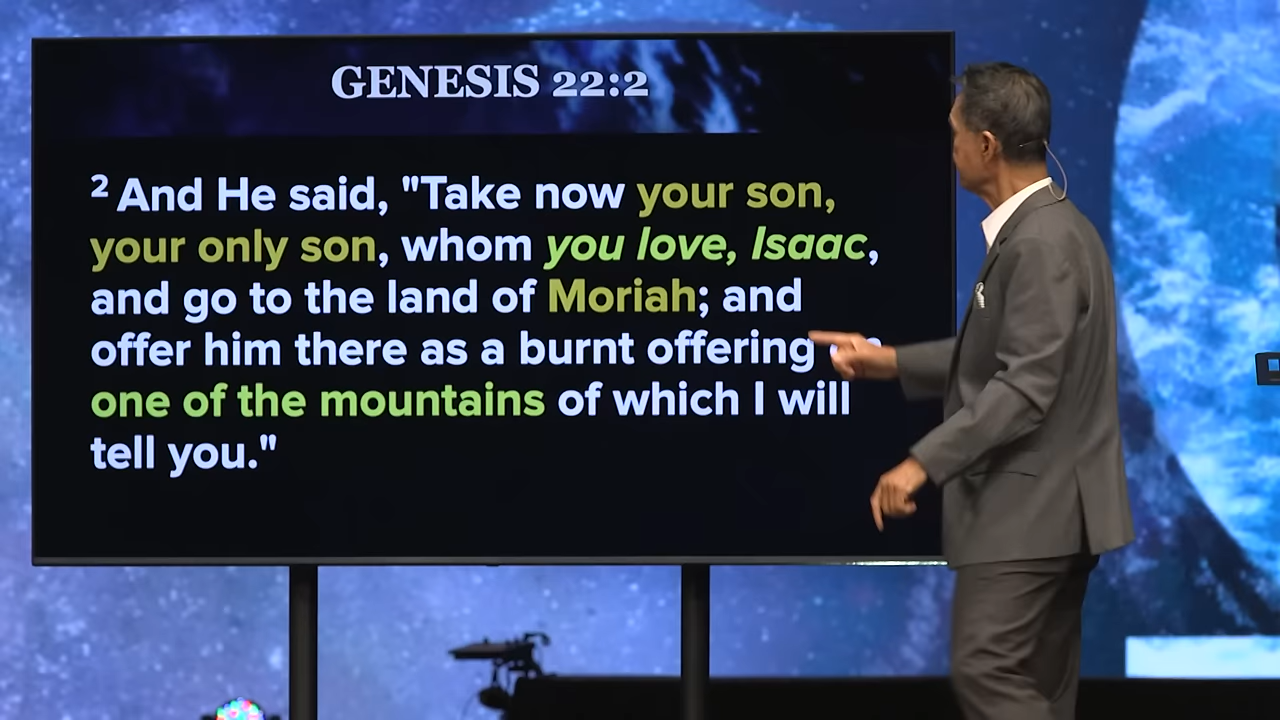 GENESIS 22:2
2 And He said, "Take now your son,
your only son, whom you love, Isaac,
and go to the land of Moriah; and
offer him there as a burnt offering
one of the mountains of which I will
tell you."